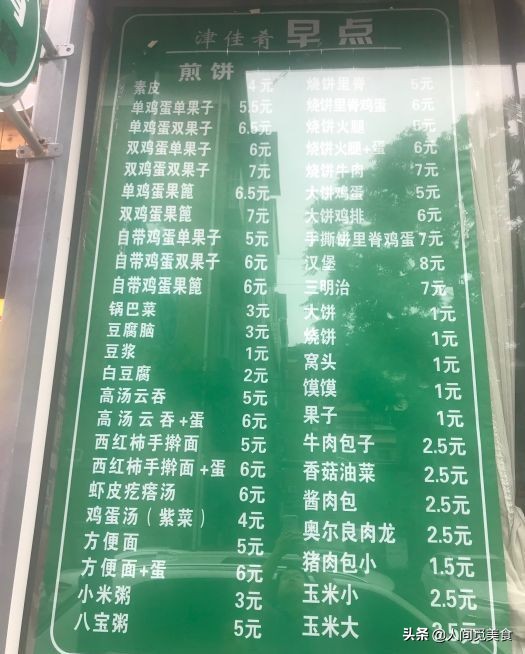 津佳肴 早点
煎饼
素皮 4元
单鸡蛋单果子 5.5元
单鸡蛋双果子 6.5元
双鸡蛋单果子 6元
双鸡蛋双果子 7元
单鸡蛋果篦 6.5元
双鸡蛋果篦 7元
自带鸡蛋单果子 5元
自带鸡蛋双果子 6元
自带鸡蛋果篦 6元
锅巴菜 3元
豆腐脑 3元
豆浆 1元
白豆腐 2元
高汤云吞 5元
高汤云吞+蛋 6元
西红柿手擀面 5元
西红柿手擀面+蛋 6元
虾皮疙瘩汤 6元
鸡蛋汤（紫菜） 4元
方便面 5元
方便面+蛋 6元
小米粥 3元
八宝粥 5元
烧饼里脊 5元
烧饼里脊鸡蛋 6元
烧饼火腿 5元
烧饼火腿+蛋 6元
烧饼牛肉 7元
大饼鸡蛋 5元
大饼鸡排 6元
手撕饼里脊鸡蛋 7元
汉堡 8元
三明治 7元
大饼 1元
烧饼 1元
窝头 1元
馍馍 1元
果子 1元
牛肉包子 2.5元
香菇油菜 2.5元
酱肉包 2.5元
奥尔良肉龙 2.5元
猪肉包小 1.5元
玉米小 2.5元
玉米大 3.5元
头条 @人间觅美食